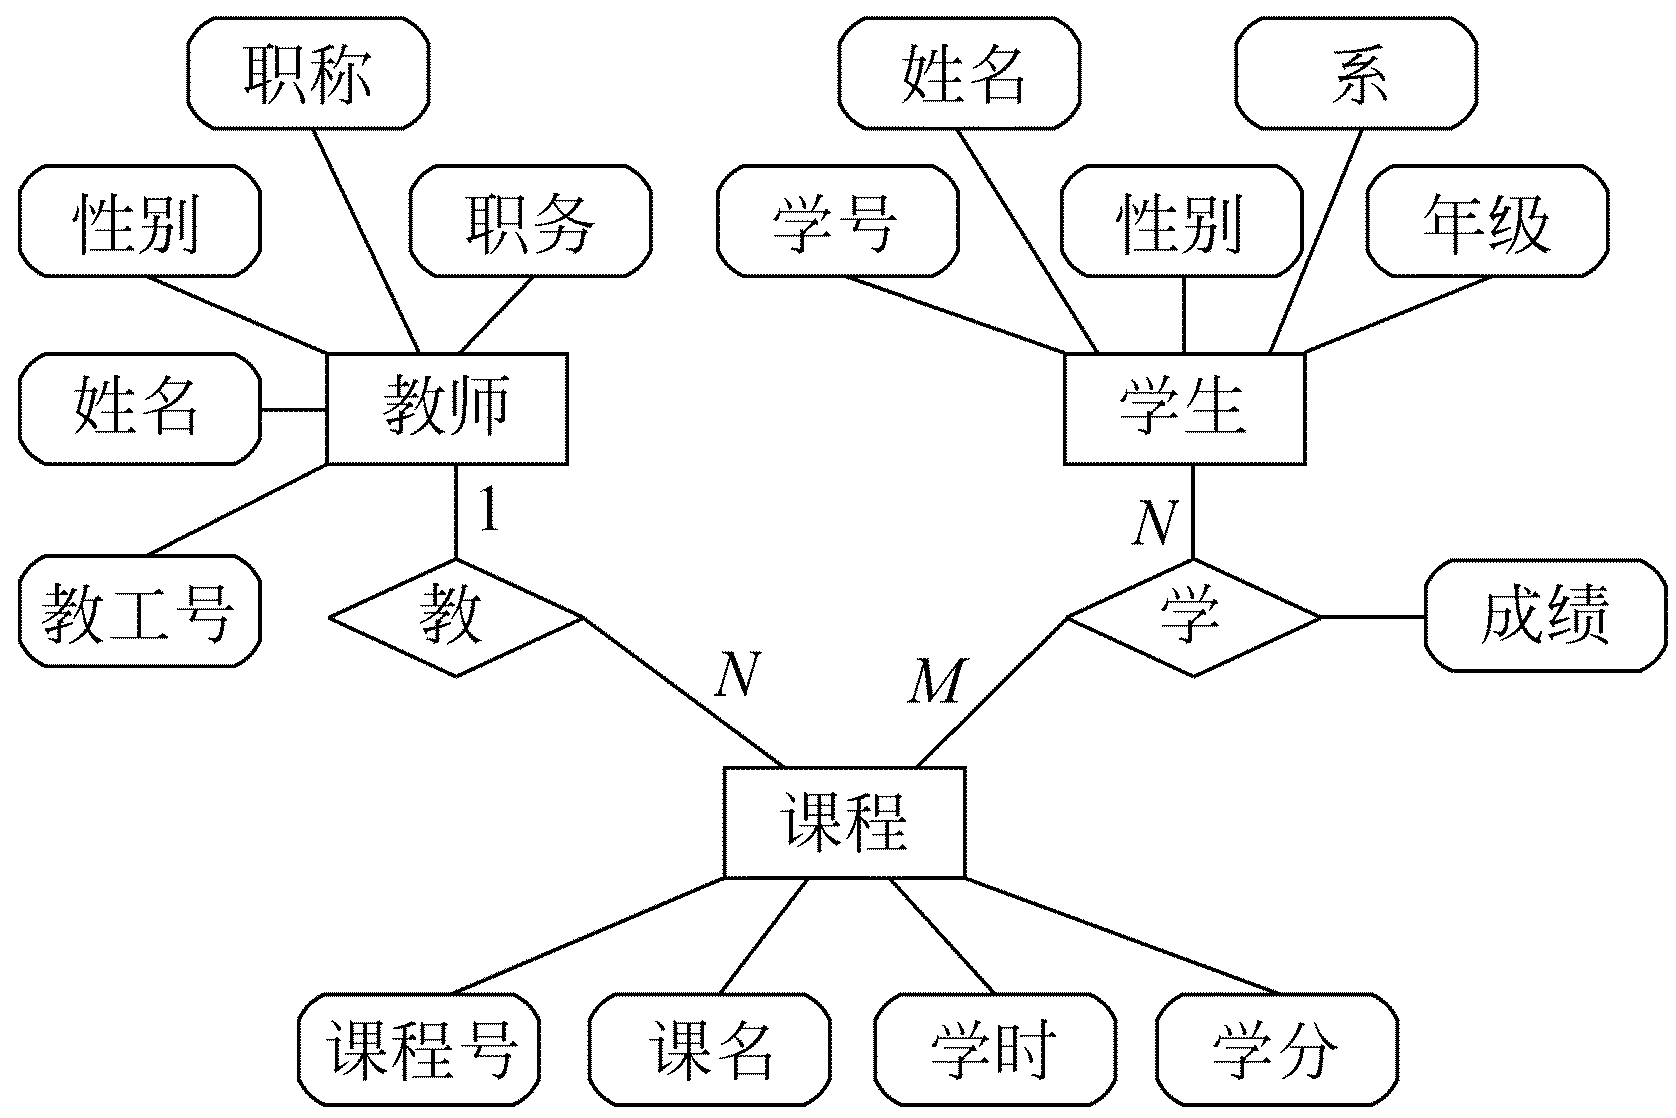 职称
姓名
系
性别
职务
学号
性别
年级
姓名
教师
学生
1
N
教工号
教
学
成绩
N
M
课程
课程号
课名
学时
学分